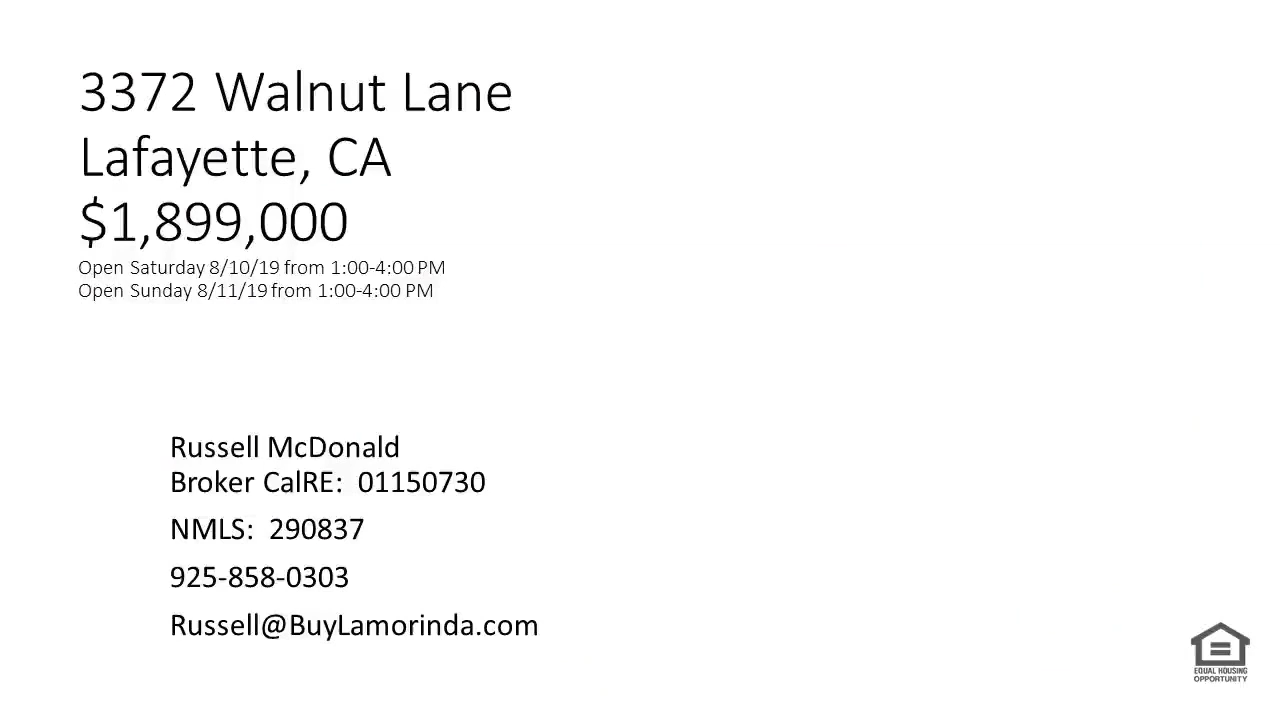 3372 Walnut Lane
Lafayette, CA
$1,899,000
Open Saturday 8/10/19 from 1:00-4:00 PM
Open Sunday 8/11/19 from 1:00-4:00 PM
Russell McDonald
Broker CalRE:  01150730
NMLS:  290837
925-858-0303
Russell@BuyLamorinda.com
EQUAL HOUSING
OPPORTUNITY